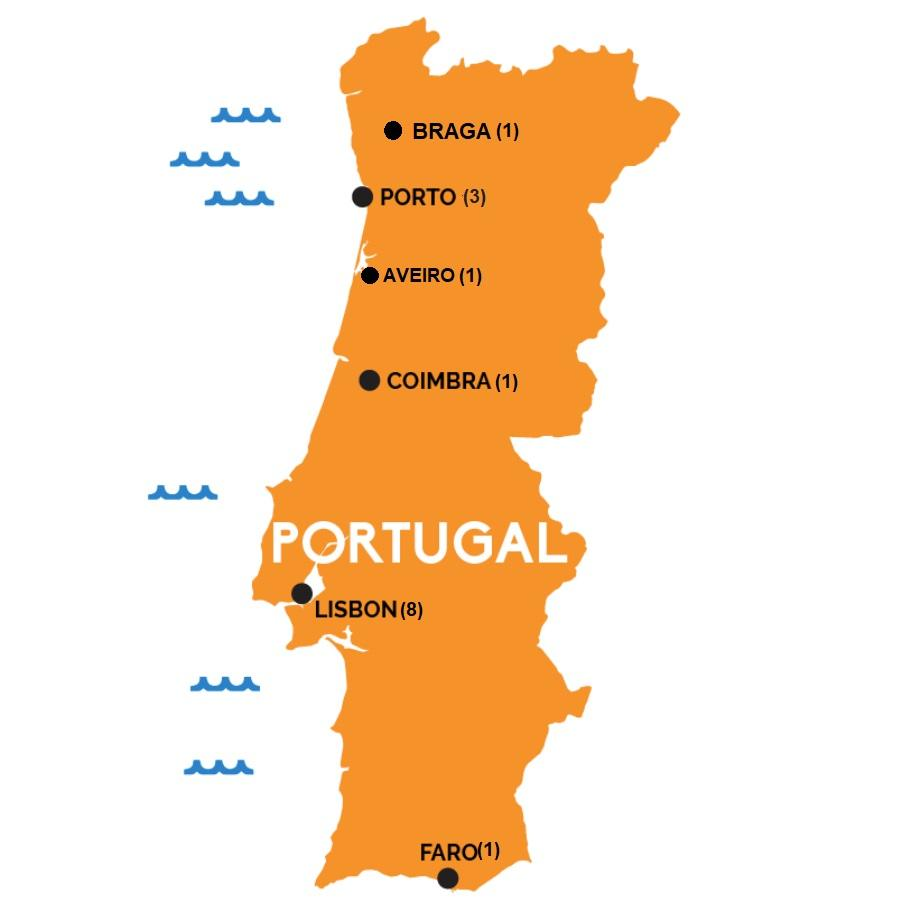 BRAGA (1)
PORTO (3)
AVEIRO (1)
COIMBRA (1)
PORTUGAL
LISBON (8)
FARO(1)